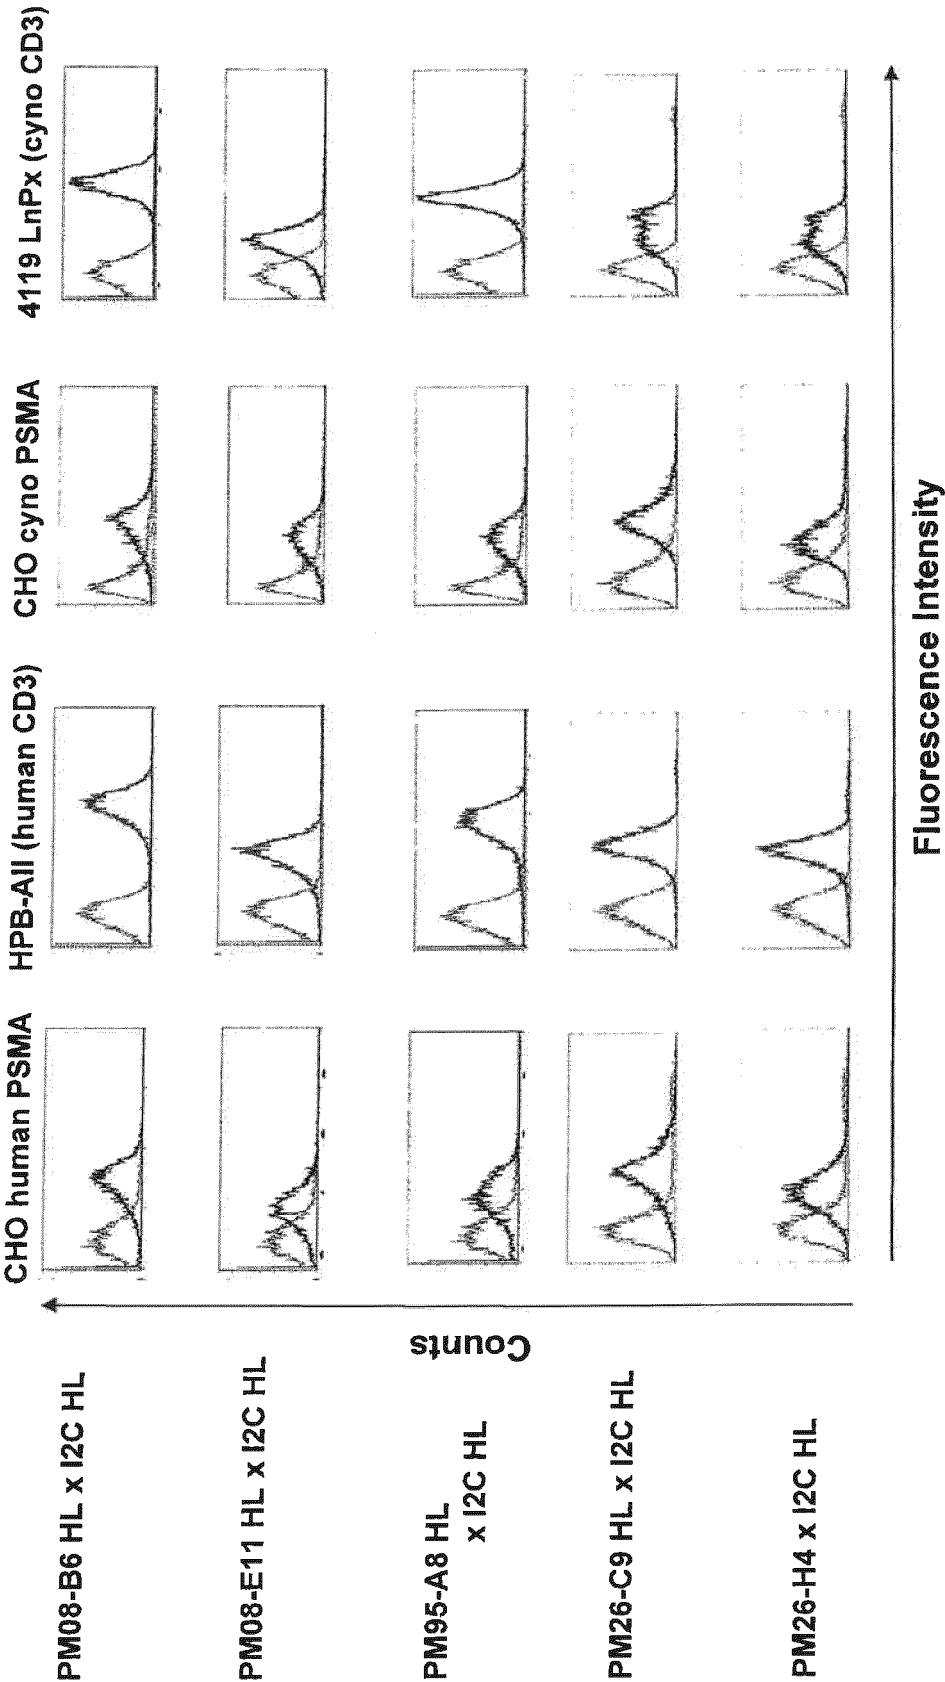 CHO human PSMA
HPB-All (human CD3)
CHO cyno PSMA
4119 LnPx (cyno CD3)
PM08-B6 HL x I2C HL
PM08-E11 HL x I2C HL
PM95-A8 HL
x I2C HL
PM26-C9 HL x I2C HL
PM26-H4 x I2C HL
Counts
Fluorescence Intensity